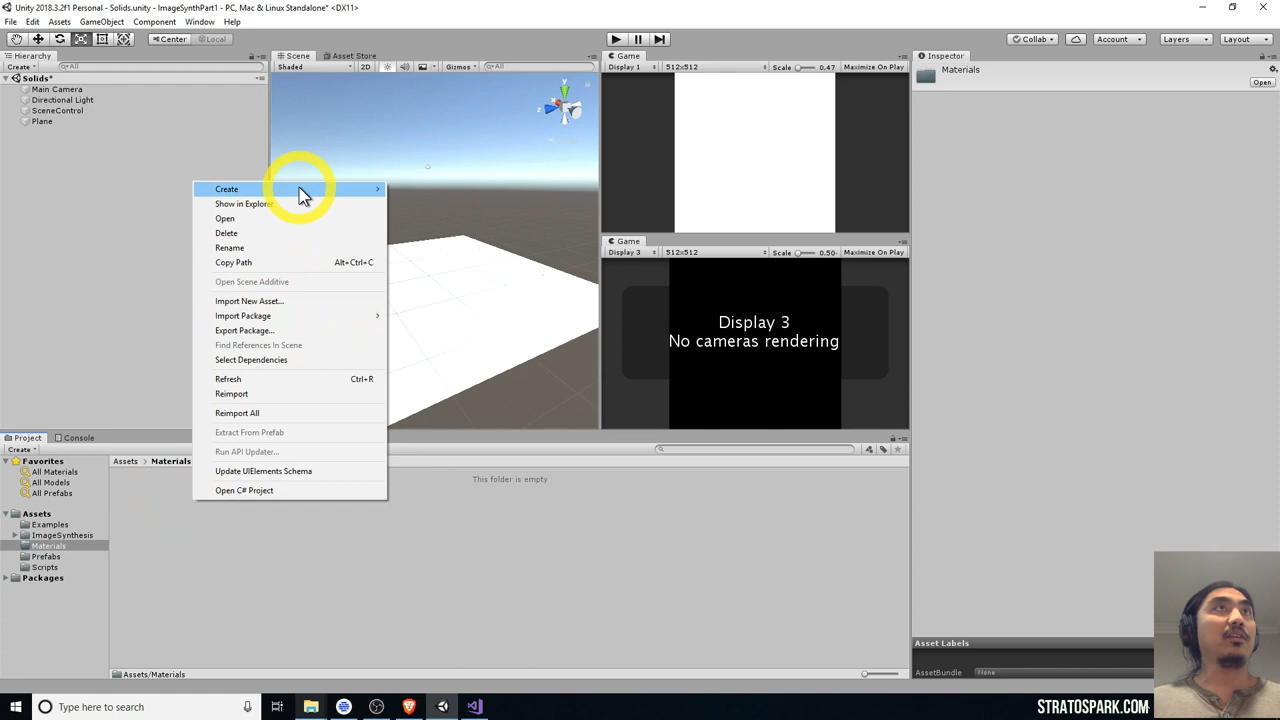 Unity 2018.3.2f1 Personal - Solids.unity - ImageSynthPart1 - PC, Mac & Linux Standalone* <DX11>
File Edit Assets GameObject Component Window Help
Center Local Collab Account Layers Layout
Hierarchy Scene Asset Store Game Inspector
Create All Shaded 2D Gizmos All Display 1 512x512 Scale 0.47 Maximize On Play Materials
Open
Solids*
Main Camera
Directional Light
SceneControl
Plane
y
x
z
Create
Show in Explorer
Open
Delete
Rename
Copy Path Alt+Ctrl+C
Open Scene Additive
Import New Asset...
Import Package
Export Package...
Find References In Scene
Select Dependencies
Refresh Ctrl+R
Reimport
Reimport All
Extract From Prefab
Run API Updater...
Update UIElements Schema
Open C# Project
Game
Display 3 512x512 Scale 0.50 Maximize On Play
Display 3
No cameras rendering
Project Console
Create
Favorites
All Materials
All Models
All Prefabs
Assets
Examples
ImageSynthesis
Materials
Prefabs
Scripts
Packages
Assets > Materials
This folder is empty
Assets/Materials
Asset Labels
AssetBundle None
Type here to search
STRATOSPARK.COM